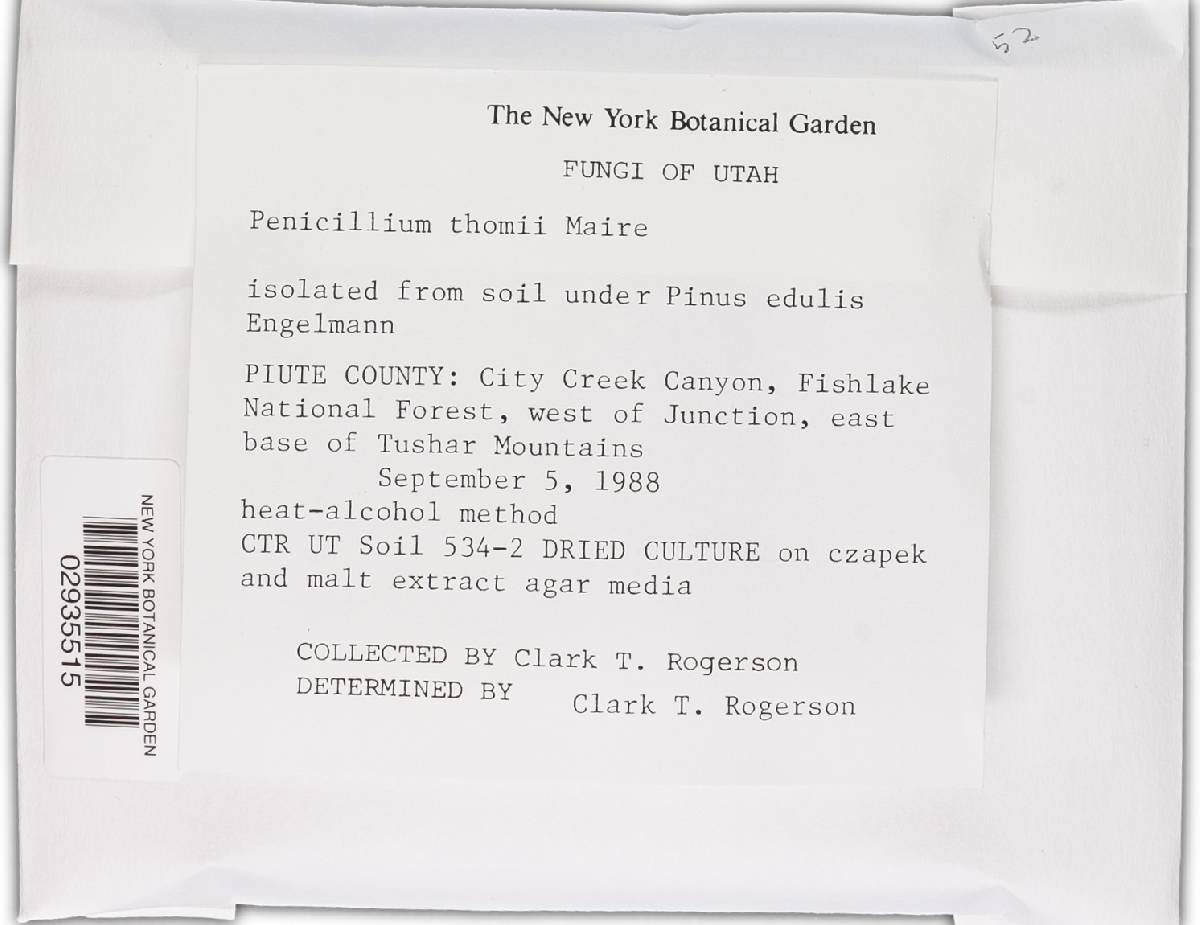 52
The New York Botanical Garden
FUNGI OF UTAH
Penicillium thomii Maire
isolated from soil under Pinus edulis
Engelmann
PIUTE COUNTY: City Creek Canyon, Fishlake
National Forest, west of Junction, east
base of Tushar Mountains
September 5, 1988
heat-alcohol method
CTR UT Soil 534-2 DRIED CULTURE on czapek
and malt extract agar media
COLLECTED BY Clark T. Rogerson
DETERMINED BY Clark T. Rogerson
NEW YORK BOTANICAL GARDEN
02935515